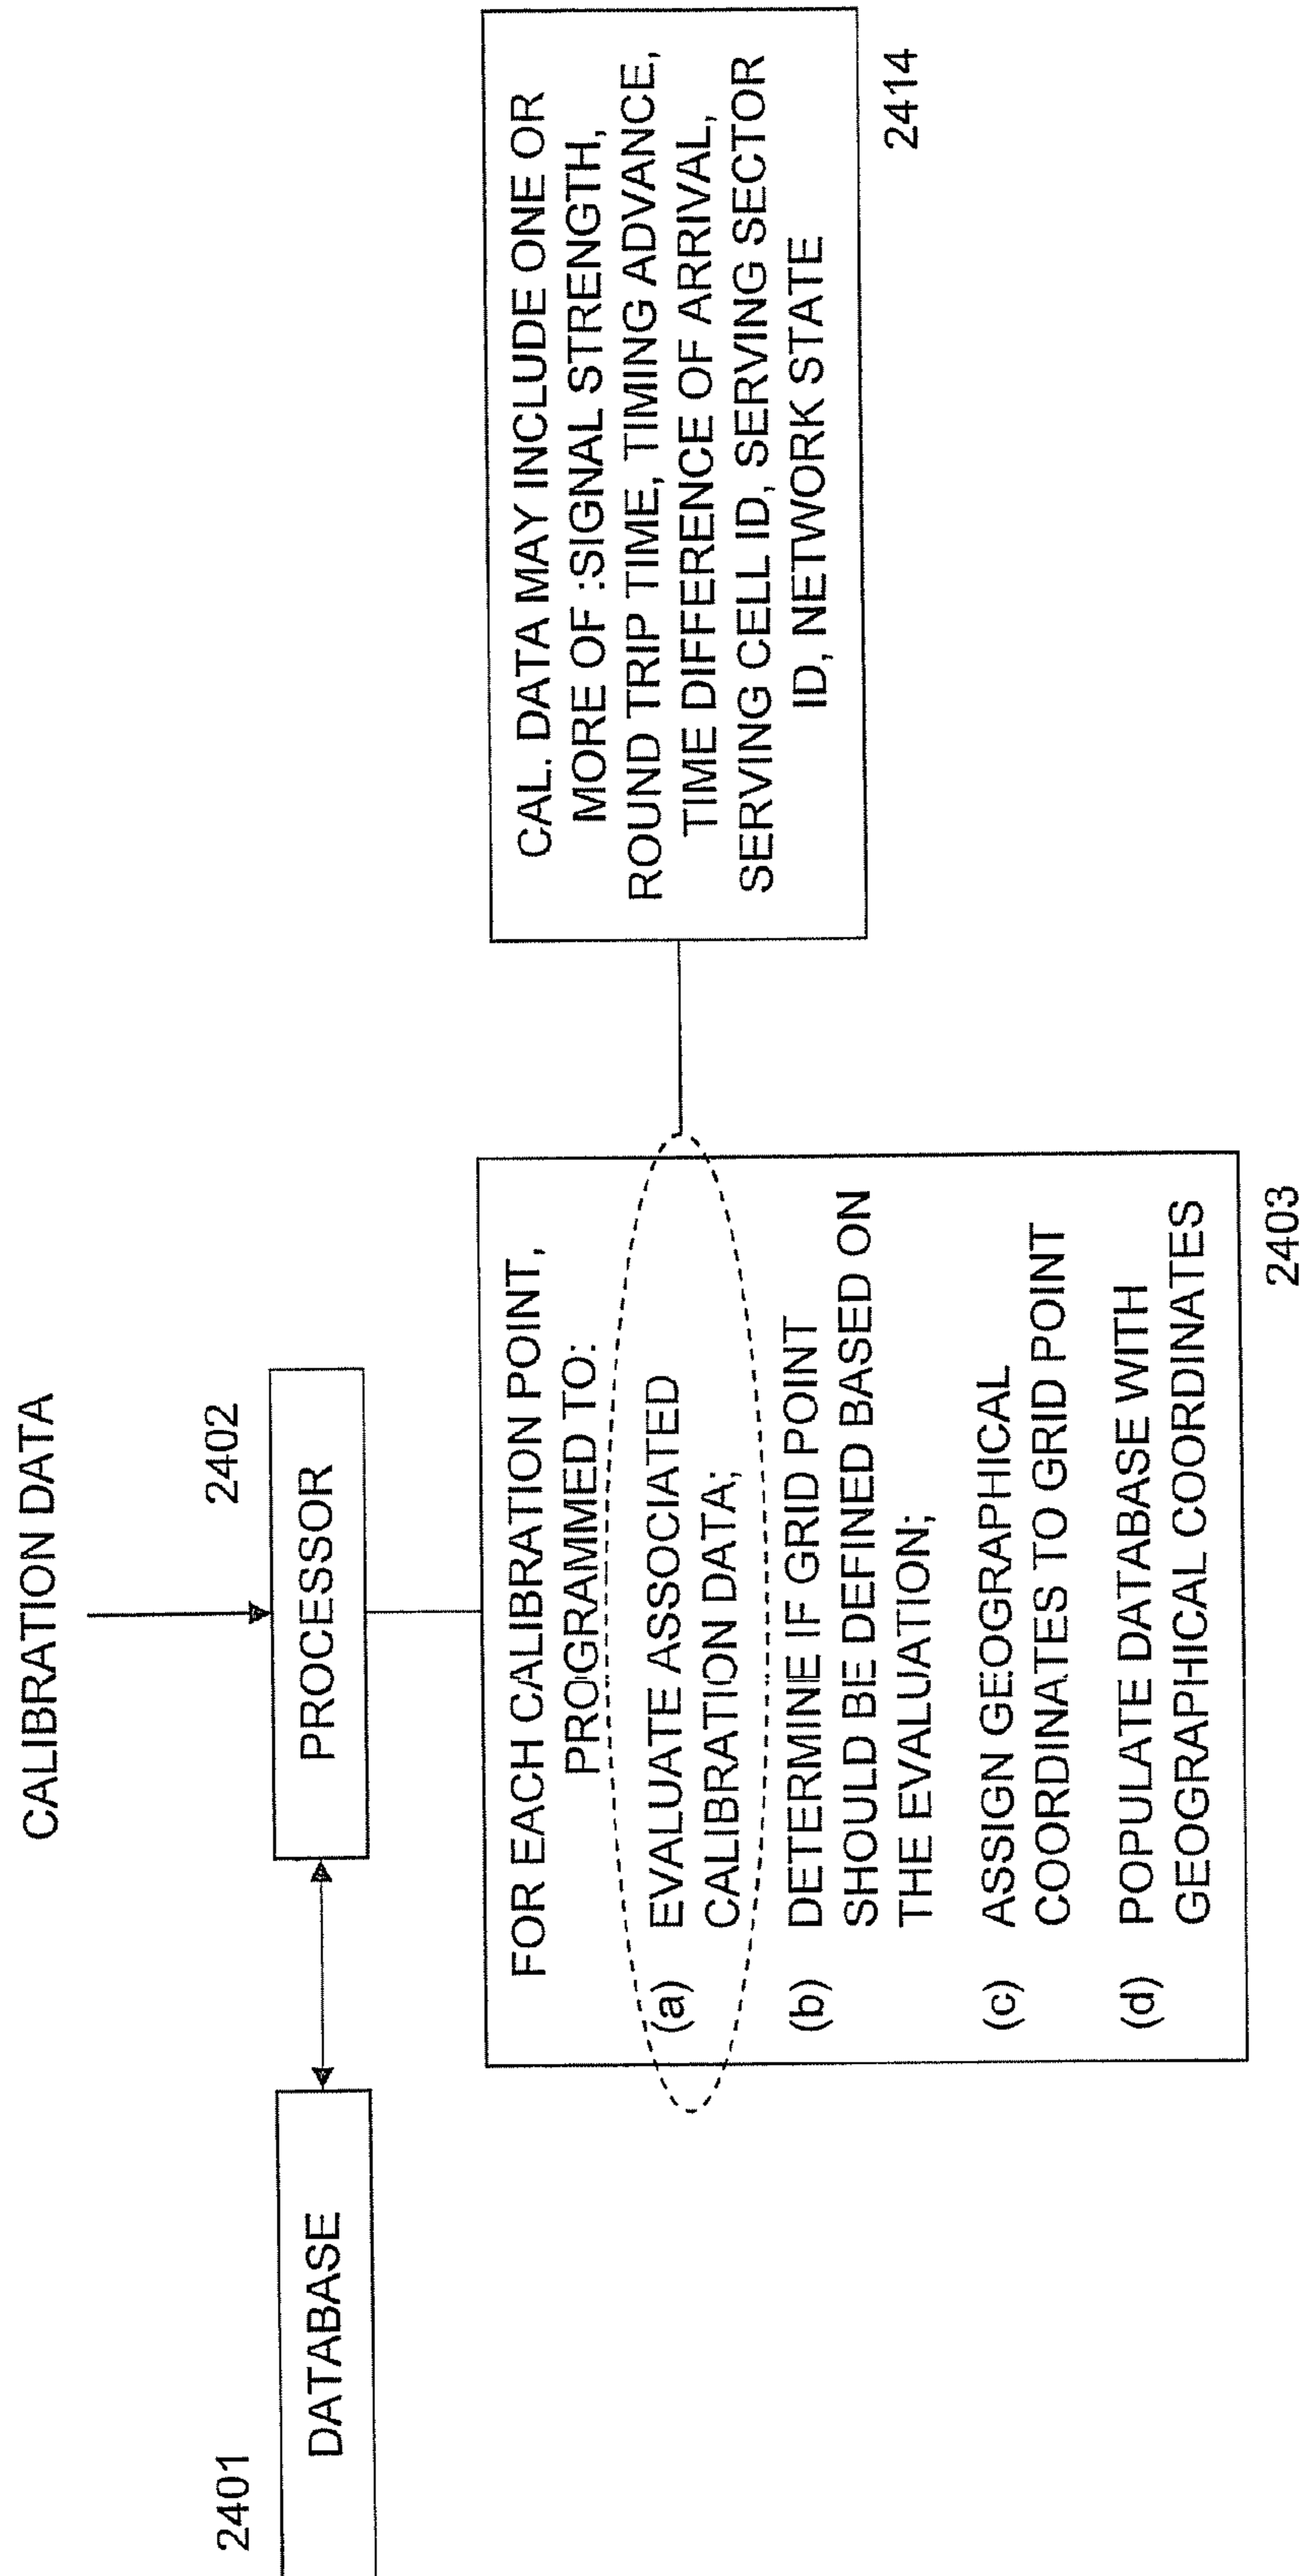 CALIBRATION DATA
2401
DATABASE
2402
PROCESSOR
FOR EACH CALIBRATION POINT,
PROGRAMMED TO:
(a) EVALUATE ASSOCIATED
CALIBRATION DATA;
(b) DETERMINE IF GRID POINT
SHOULD BE DEFINED BASED ON
THE EVALUATION;
(c) ASSIGN GEOGRAPHICAL
COORDINATES TO GRID POINT
(d) POPULATE DATABASE WITH
GEOGRAPHICAL COORDINATES
2403
CAL. DATA MAY INCLUDE ONE OR
MORE OF :SIGNAL STRENGTH,
ROUND TRIP TIME, TIMING ADVANCE,
TIME DIFFERENCE OF ARRIVAL,
SERVING CELL ID, SERVING SECTOR
ID, NETWORK STATE
2414